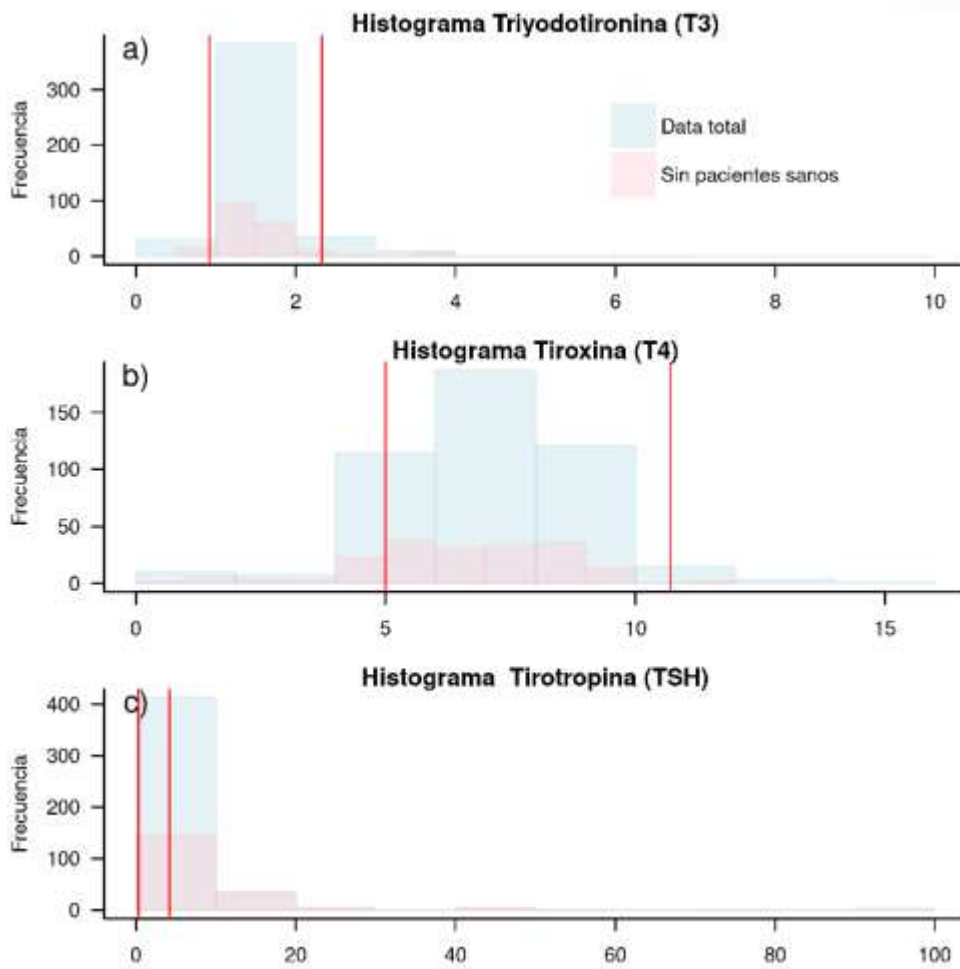 Histograma Triyodotironina (T3)
a)
Frecuencia
300
200
100
0
Data total
Sin pacientes sanos
0 2 4 6 8 10
Histograma Tiroxina (T4)
b)
Frecuencia
150
100
50
0
0 5 10 15
Histograma Tirotropina (TSH)
c)
Frecuencia
400
300
200
100
0
0 20 40 60 80 100